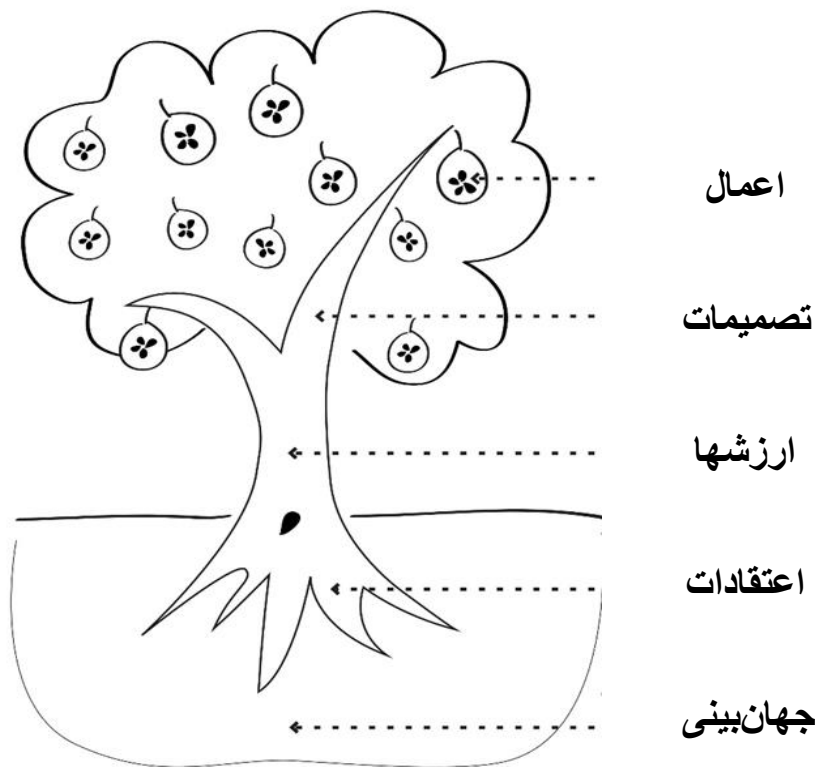 اعمال
تصمیمات
ارزشها
اعتقادات
جهان‌بینی